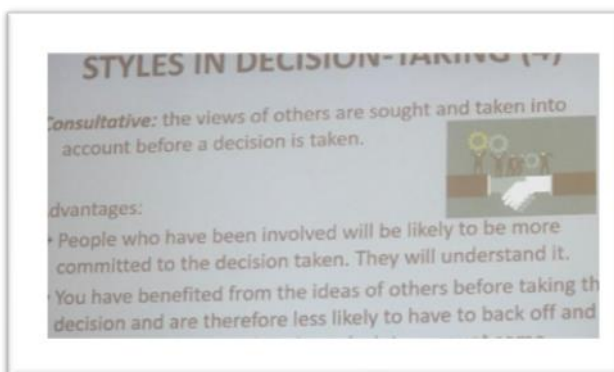 STYLES IN DECISION-TAKING (4)
Consultative: the views of others are sought and taken into
account before a decision is taken.
dvantages:
• People who have been involved will be likely to be more
committed to the decision taken. They will understand it.
You have benefited from the ideas of others before taking th
decision and are therefore less likely to have to back off and